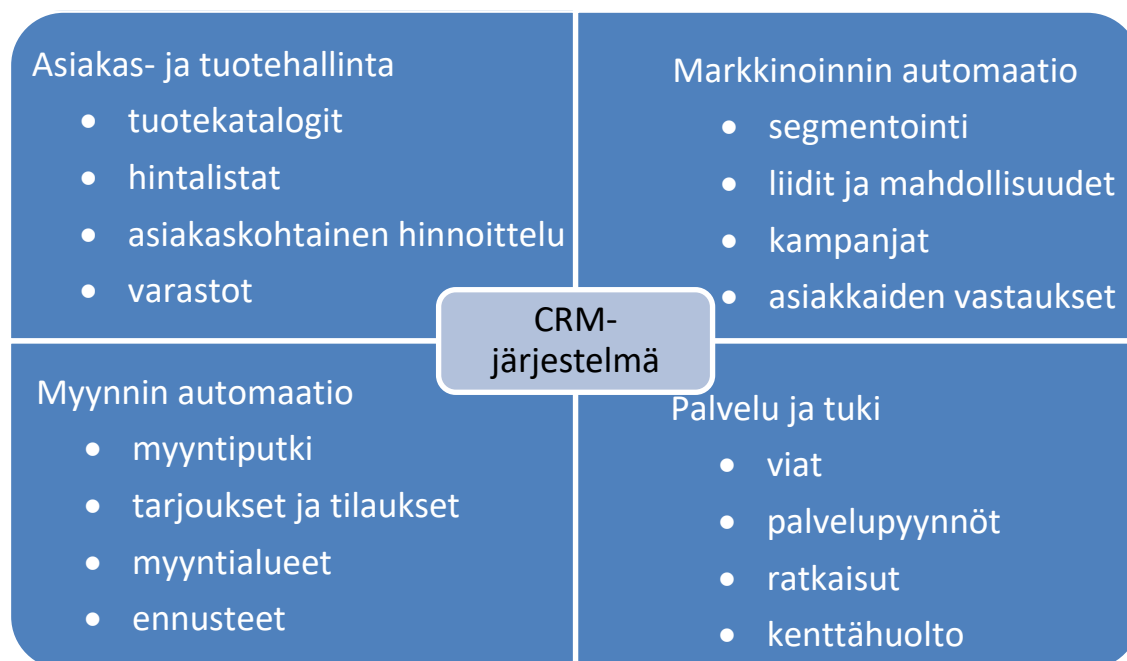 Asiakas- ja tuotehallinta
• tuotekatalogit
• hintalistat
• asiakaskohtainen hinnoittelu
• varastot
Markkinoinnin automaatio
• segmentointi
• liidit ja mahdollisuudet
• kampanjat
• asiakkaiden vastaukset
CRM-
järjestelmä
Myynnin automaatio
• myyntiputki
• tarjoukset ja tilaukset
• myyntialueet
• ennusteet
Palvelu ja tuki
• viat
• palvelupyynnöt
• ratkaisut
• kenttähuolto